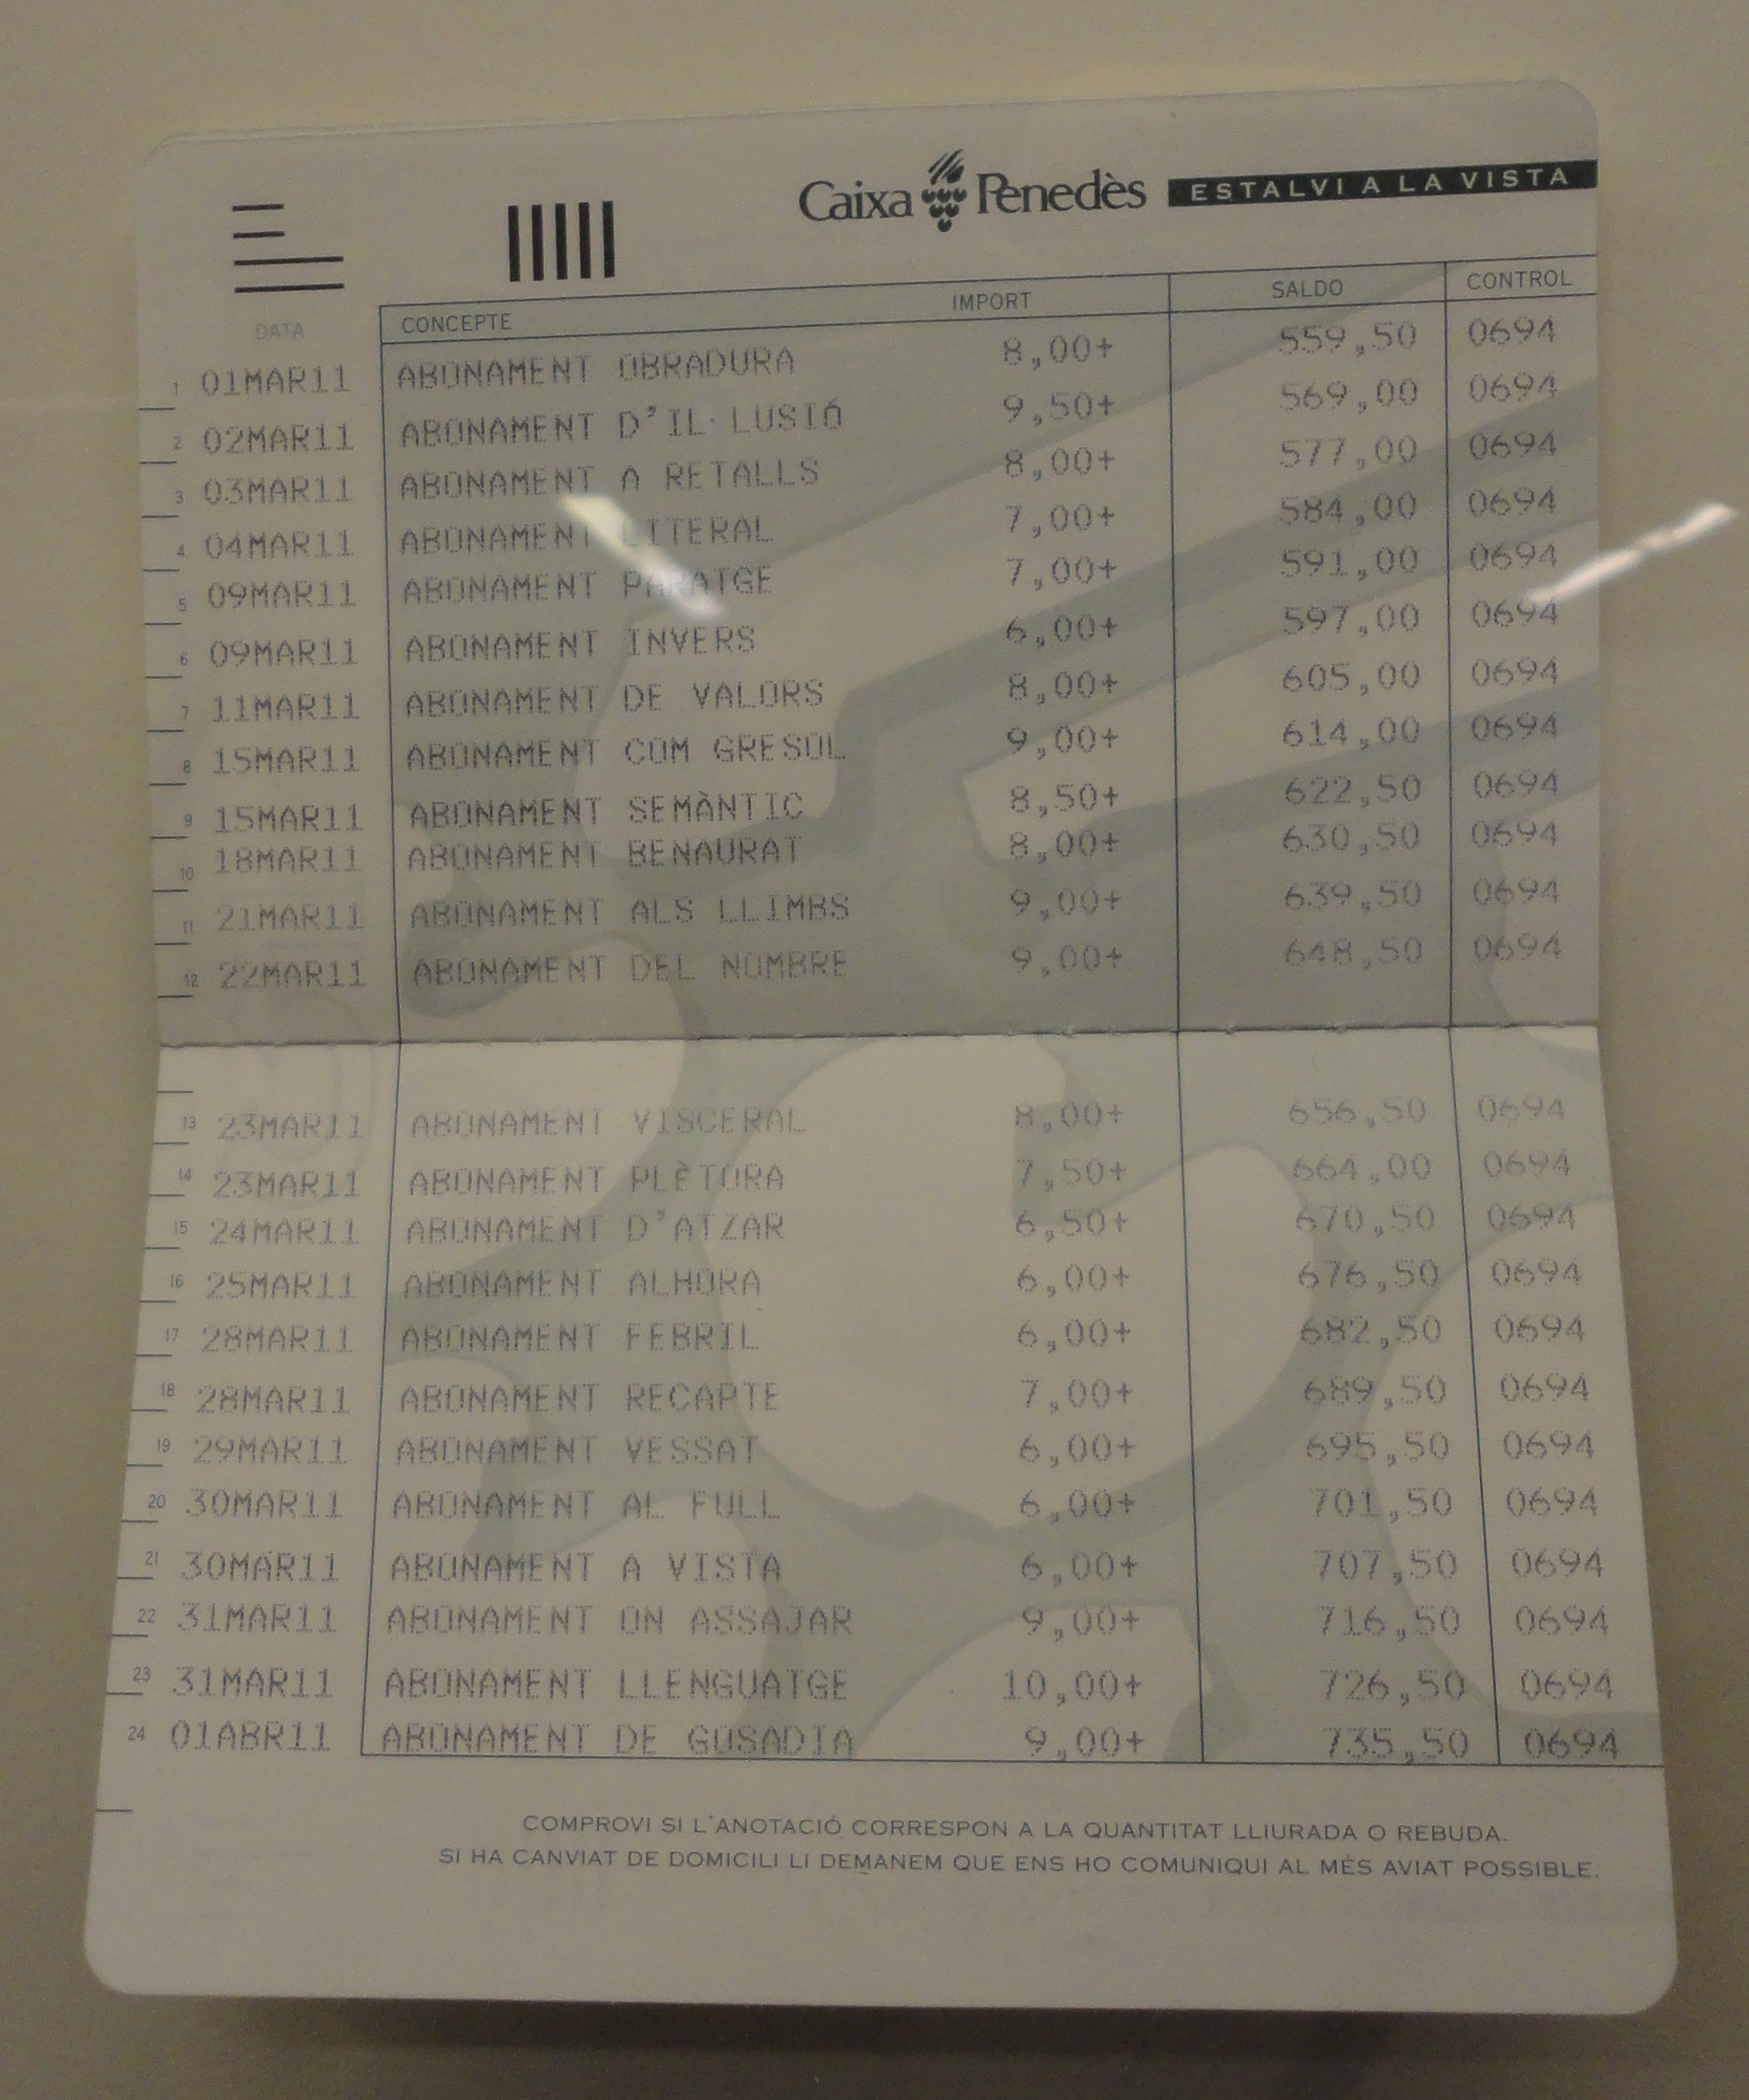 Caixa Penedès ESTALVI A LA VISTA
DATA CONCEPTE IMPORT SALDO CONTROL
1 01MAR11 ABONAMENT OBRADURA 8,00+ 559,50 0694
2 02MAR11 ABONAMENT D'IL·LUSIÓ 9,50+ 569,00 0694
3 03MAR11 ABONAMENT A RETALLS 8,00+ 577,00 0694
4 04MAR11 ABONAMENT LITERAL 7,00+ 584,00 0694
5 09MAR11 ABONAMENT PARATGE 7,00+ 591,00 0694
6 09MAR11 ABONAMENT INVERS 6,00+ 597,00 0694
7 11MAR11 ABONAMENT DE VALORS 8,00+ 605,00 0694
8 15MAR11 ABONAMENT COM GRESOL 9,00+ 614,00 0694
9 15MAR11 ABONAMENT SEMÀNTIC 8,50+ 622,50 0694
10 18MAR11 ABONAMENT BENAURAT 8,00+ 630,50 0694
11 21MAR11 ABONAMENT ALS LLIMBS 9,00+ 639,50 0694
12 22MAR11 ABONAMENT DEL NOMBRE 9,00+ 648,50 0694
13 23MAR11 ABONAMENT VISCERAL 8,00+ 656,50 0694
14 23MAR11 ABONAMENT PLÈTORA 7,50+ 664,00 0694
15 24MAR11 ABONAMENT D'ATZAR 6,50+ 670,50 0694
16 25MAR11 ABONAMENT ALHORA 6,00+ 676,50 0694
17 28MAR11 ABONAMENT FEBRIL 6,00+ 682,50 0694
18 28MAR11 ABONAMENT RECAPTE 7,00+ 689,50 0694
19 29MAR11 ABONAMENT VESSAT 6,00+ 695,50 0694
20 30MAR11 ABONAMENT AL FULL 6,00+ 701,50 0694
21 30MAR11 ABONAMENT A VISTA 6,00+ 707,50 0694
22 31MAR11 ABONAMENT ON ASSAJAR 9,00+ 716,50 0694
23 31MAR11 ABONAMENT LLENGUATGE 10,00+ 726,50 0694
24 01ABR11 ABONAMENT DE GOSADIA 9,00+ 735,50 0694
COMPROVI SI L'ANOTACIÓ CORRESPON A LA QUANTITAT LLIURADA O REBUDA.
SI HA CANVIAT DE DOMICILI LI DEMANEM QUE ENS HO COMUNIQUI AL MÉS AVIAT POSSIBLE.